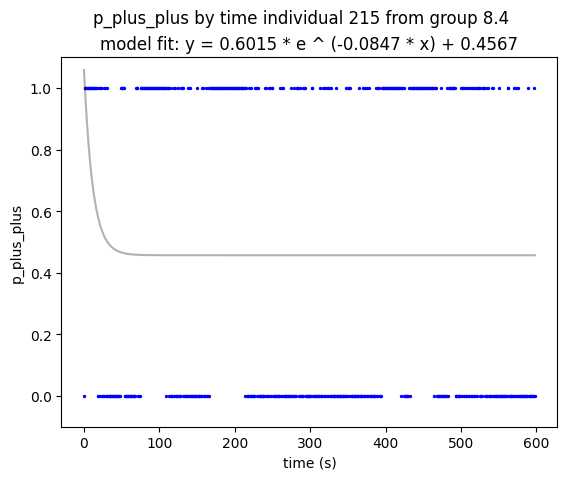 p_plus_plus by time individual 215 from group 8.4
model fit: y = 0.6015 * e ^ (-0.0847 * x) + 0.4567
1.0
0.8
0.6
0.4
0.2
0.0
p_plus_plus
0 100 200 300 400 500 600
time (s)